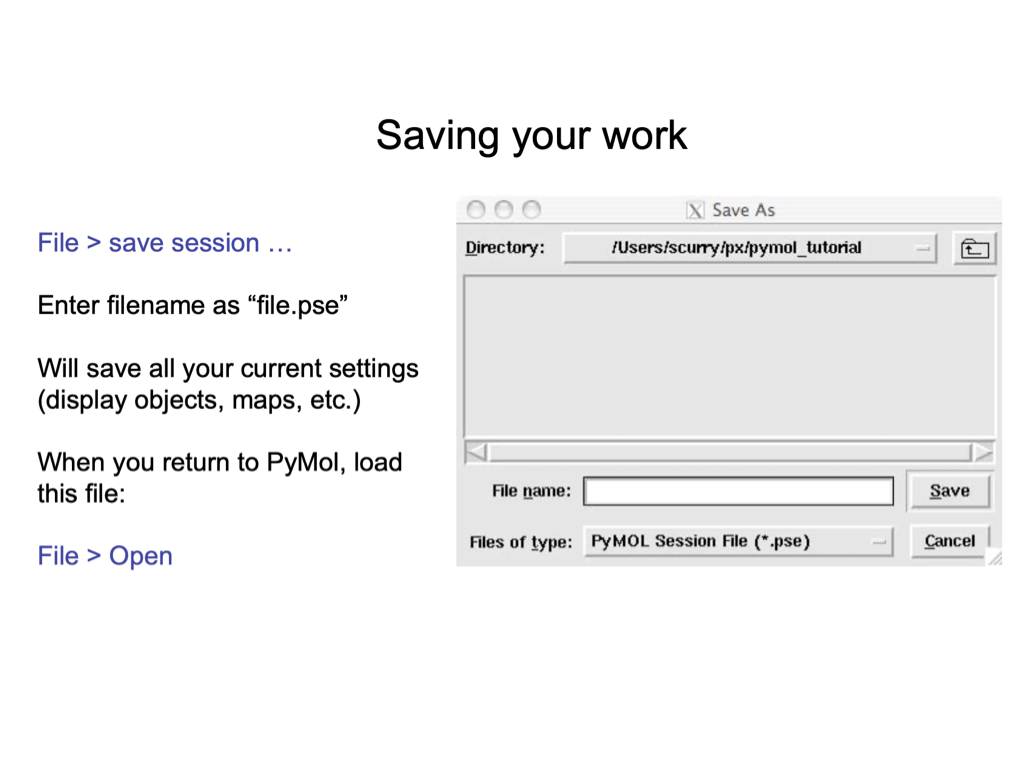 Saving your work
File > save session …
Enter filename as “file.pse”
Will save all your current settings
(display objects, maps, etc.)
When you return to PyMol, load
this file:
File > Open
X Save As
Directory: /Users/scurry/px/pymol_tutorial
File name: Save
Files of type: PyMOL Session File (*.pse) Cancel